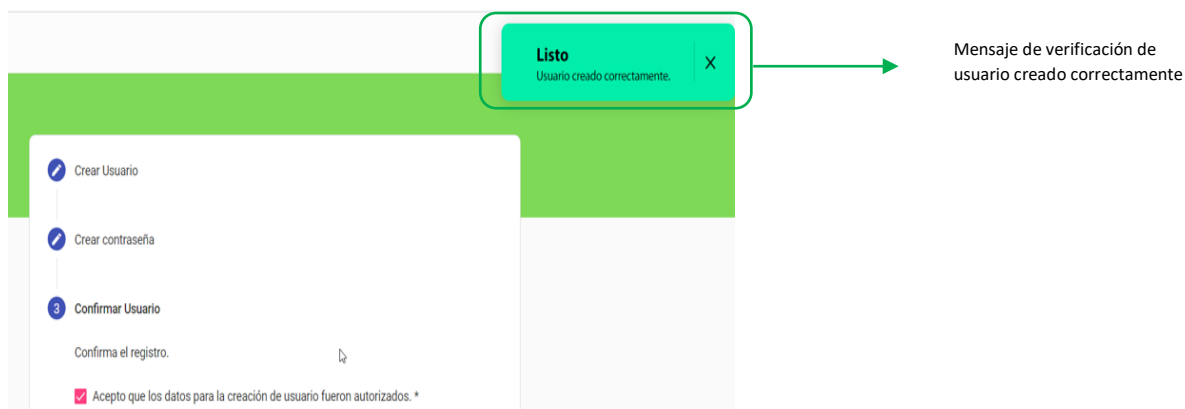 Listo
Usuario creado correctamente.
X
Mensaje de verificación de
usuario creado correctamente
Crear Usuario
Crear contraseña
3 Confirmar Usuario
Confirma el registro.
Acepto que los datos para la creación de usuario fueron autorizados. *